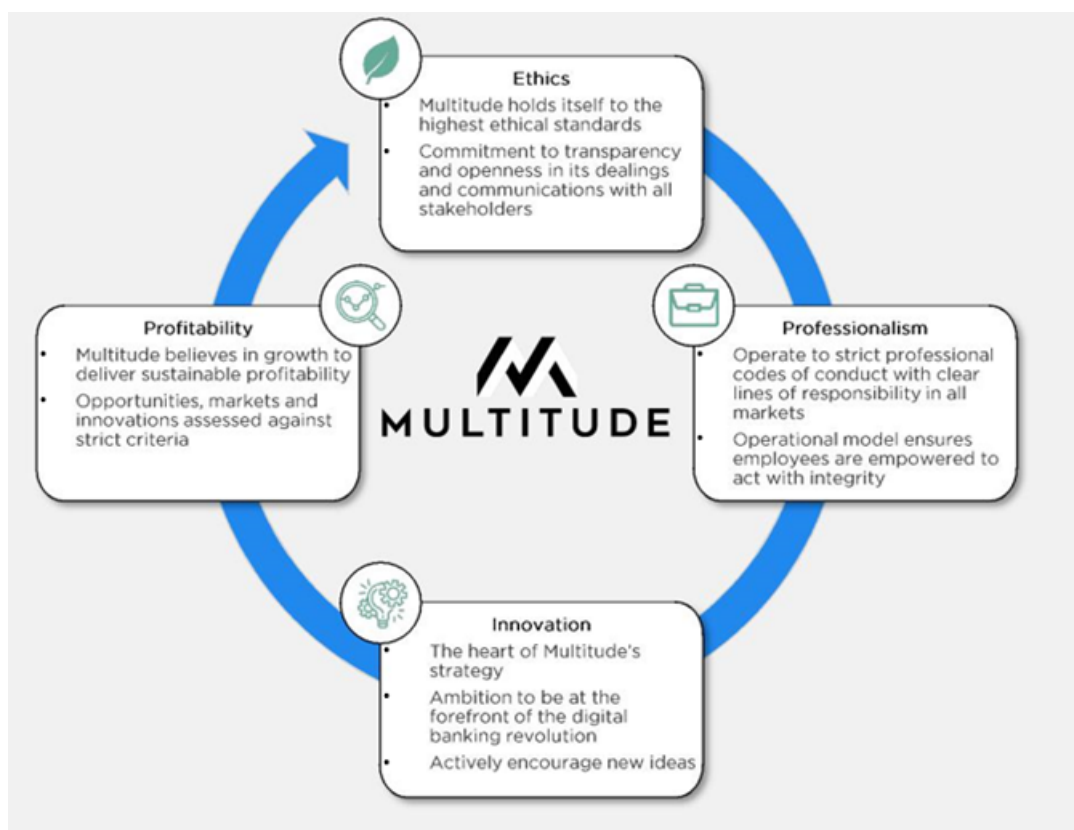 Ethics
• Multitude holds itself to the
highest ethical standards
• Commitment to transparency
and openness in its dealings
and communications with all
stakeholders
Professionalism
• Operate to strict professional
codes of conduct with clear
lines of responsibility in all
markets
• Operational model ensures
employees are empowered to
act with integrity
Innovation
• The heart of Multitude’s
strategy
• Ambition to be at the
forefront of the digital
banking revolution
• Actively encourage new ideas
Profitability
• Multitude believes in growth to
deliver sustainable profitability
• Opportunities, markets and
innovations assessed against
strict criteria
MULTITUDE